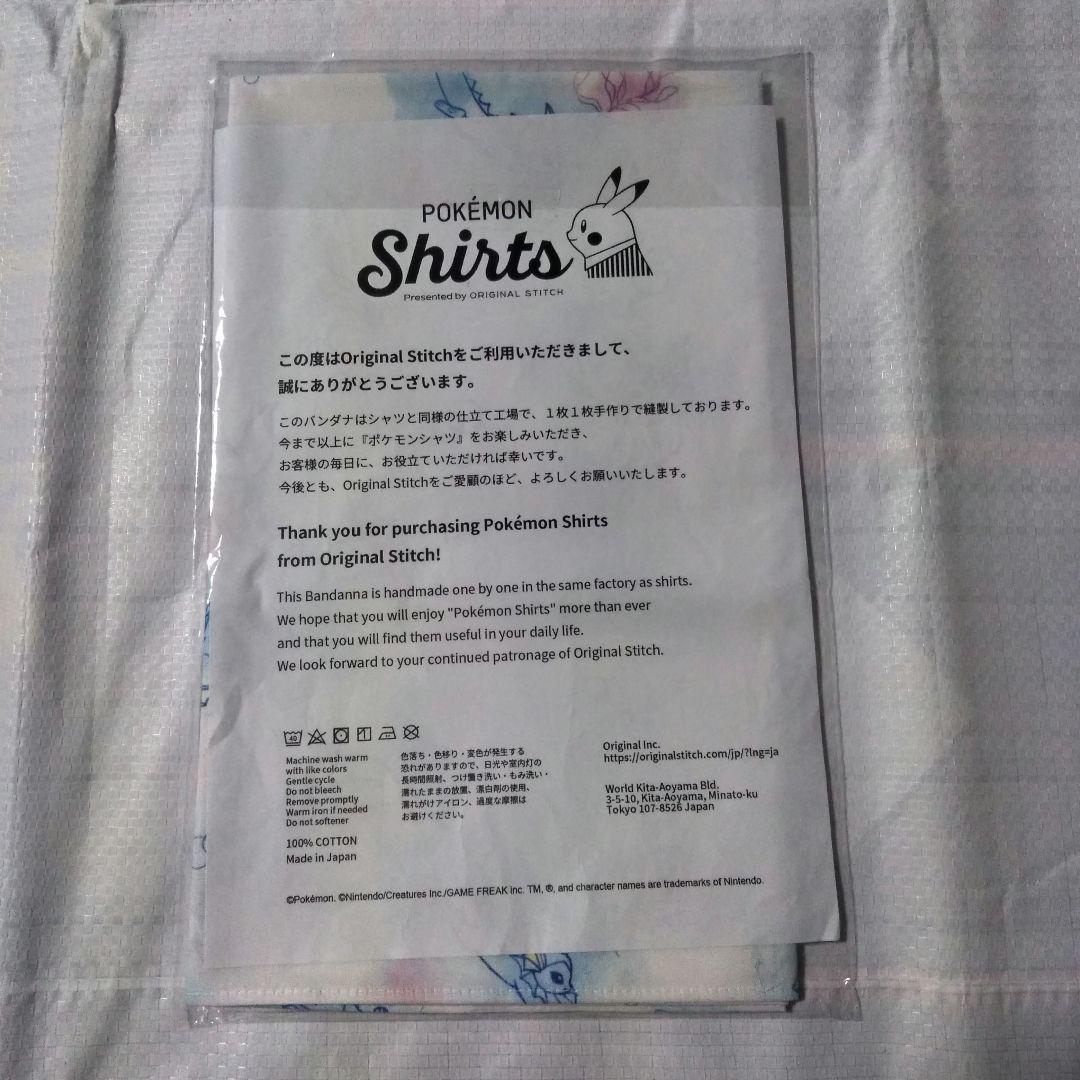 POKÉMON
Shirts
Presented by ORIGINAL STITCH
この度はOriginal Stitchをご利用いただきまして、
誠にありがとうございます。
このバンダナはシャツと同様の仕立て工場で、１枚１枚手作りで縫製しております。
今まで以上に『ポケモンシャツ』をお楽しみいただき、
お客様の毎日に、お役立ていただければ幸いです。
今後とも、Original Stitchをご愛顧のほど、よろしくお願いいたします。
Thank you for purchasing Pokémon Shirts
from Original Stitch!
This Bandanna is handmade one by one in the same factory as shirts.
We hope that you will enjoy "Pokémon Shirts" more than ever
and that you will find them useful in your daily life.
We look forward to your continued patronage of Original Stitch.
40
Machine wash warm
with like colors
Gentle cycle
Do not bleech
Remove promptly
Warm iron if needed
Do not softener
100% COTTON
Made in Japan
色落ち・色移り・変色が発生する
恐れがありますので、日光や室内灯の
長時間照射、つけ置き洗い・もみ洗い・
濡れたままの放置、漂白剤の使用、
濡れがけアイロン、過度な摩擦は
お避けください。
Original Inc.
https://originalstitch.com/jp/?lng=ja
World Kita-Aoyama Bld.
3-5-10, Kita-Aoyama, Minato-ku
Tokyo 107-8526 Japan
©Pokémon. ©Nintendo/Creatures Inc./GAME FREAK inc. TM, ®, and character names are trademarks of Nintendo.